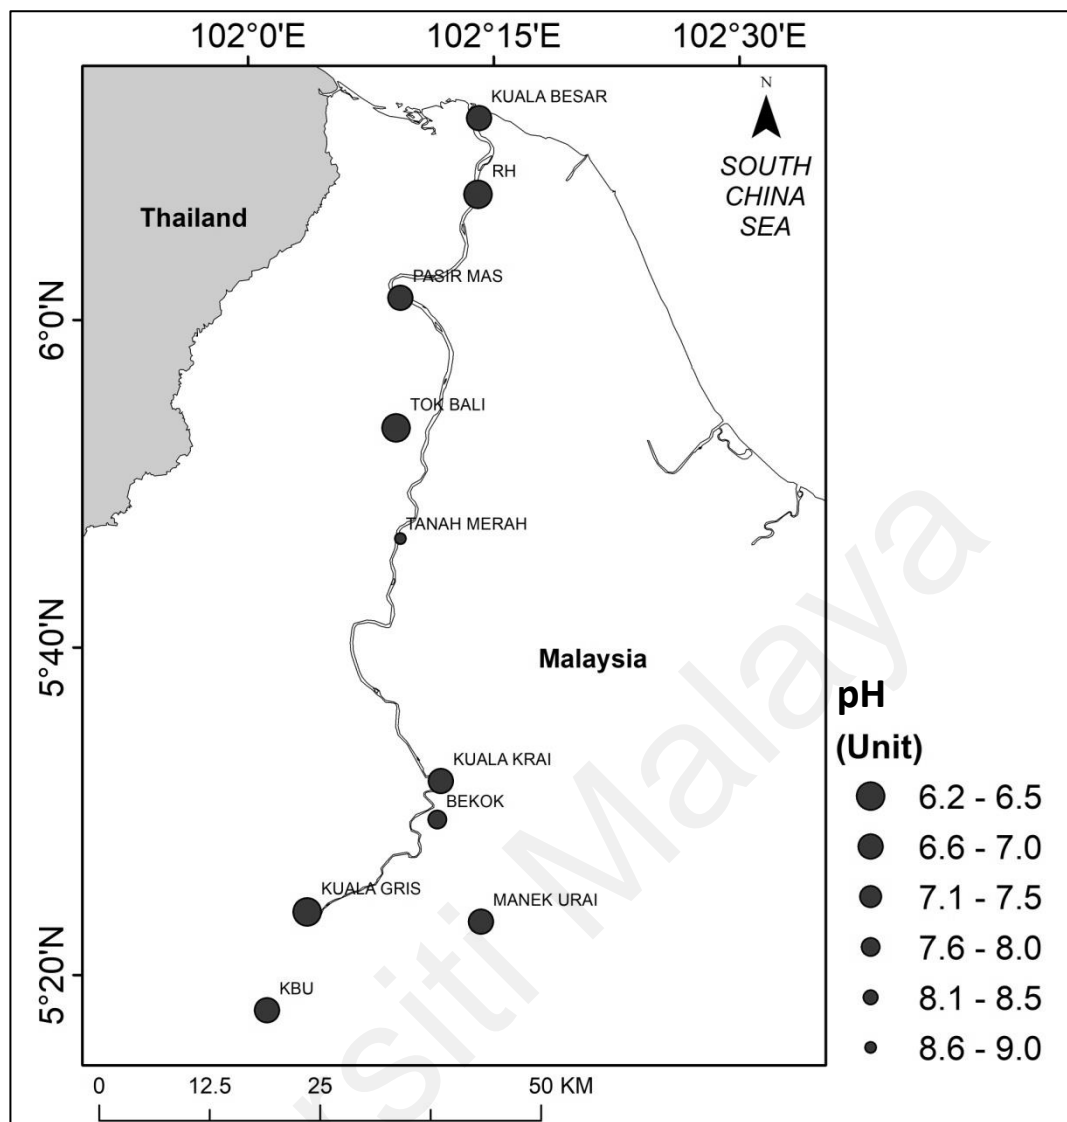 102°0'E
102°15'E
102°30'E
N
SOUTH
CHINA
SEA
KUALA BESAR
RH
Thailand
PASIR MAS
6°0'N
TOK BALI
TANAH MERAH
5°40'N
Malaysia
KUALA KRAI
BEKOK
KUALA GRIS
MANEK URAI
5°20'N
KBU
pH
(Unit)
6.2 - 6.5
6.6 - 7.0
7.1 - 7.5
7.6 - 8.0
8.1 - 8.5
8.6 - 9.0
0 12.5 25 50 KM
rsiti Malaya